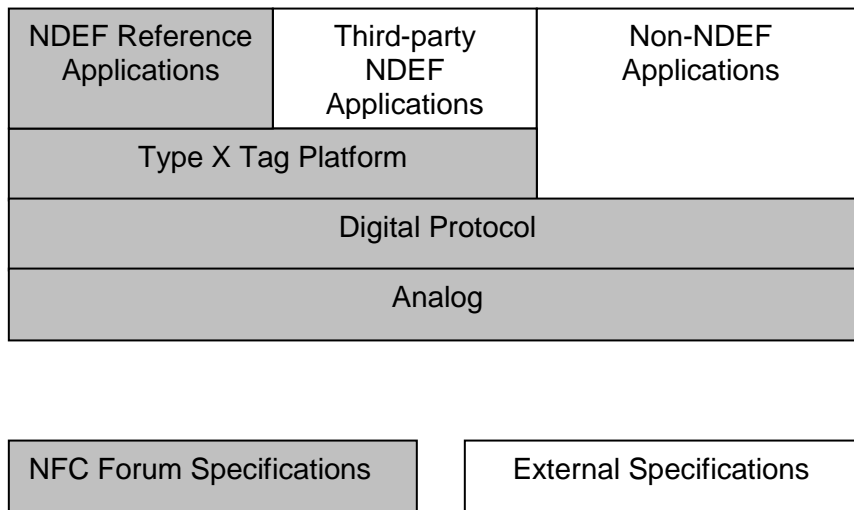 NDEF Reference
Applications
Third-party
NDEF
Applications
Non-NDEF
Applications
Type X Tag Platform
Digital Protocol
Analog
NFC Forum Specifications
External Specifications